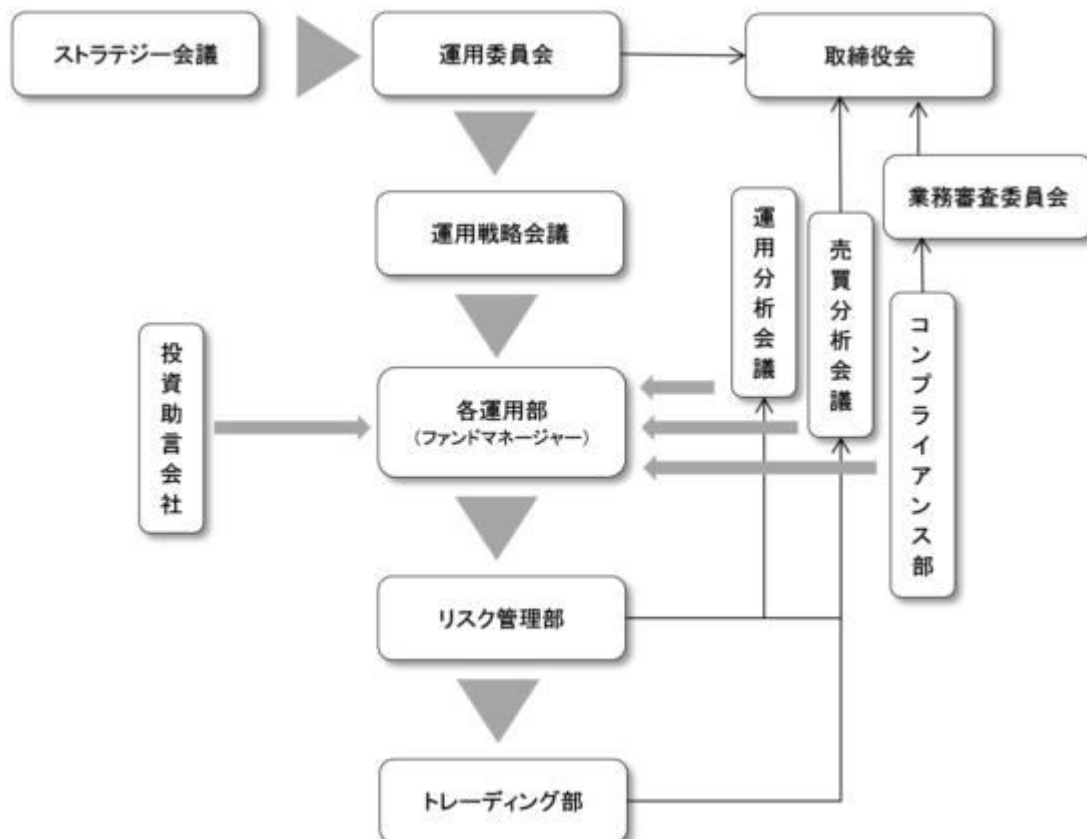 ストラテジー会議
運用委員会
取締役会
業務審査委員会
運用戦略会議
運用分析会議
売買分析会議
コンプライアンス部
投資助言会社
各運用部
（ファンドマネージャー）
リスク管理部
トレーディング部